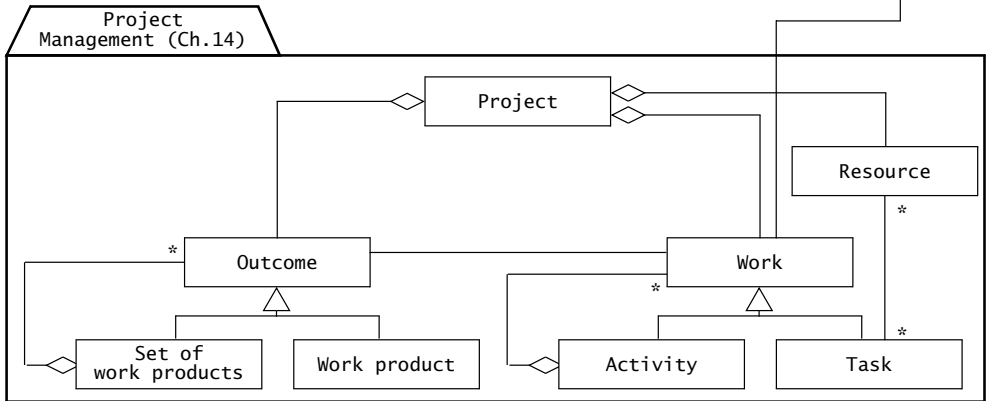 Project
Management (Ch.14)
Project
Resource
*
*
Outcome
Work
*
*
Set of
work products
Work product
Activity
Task